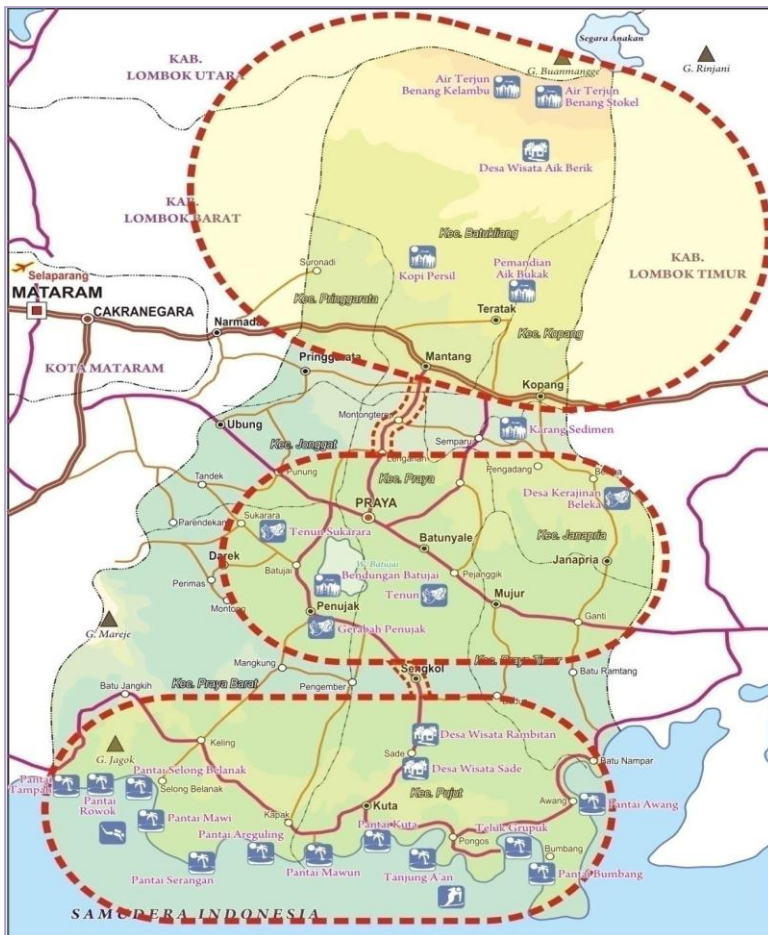 Segara Anakan
KAB.
LOMBOK UTARA
G. Buanmangge
G. Rinjani
Air Terjun
Benang Kelambu
Air Terjun
Benang Stokel
Desa Wisata Aik Berik
KAB.
LOMBOK BARAT
Kec. Batukliang
KAB.
LOMBOK TIMUR
Suronadi
Kopi Persil
Pemandian
Aik Bukak
Selaparang
MATARAM
CAKRANEGARA
Kec. Pringgarata
Teratak
Kec. Kopang
Narmada
KOTA MATARAM
Pringgarata
Mantang
Kopang
Ubung
Montongtere
Semparu
Karang Sedimen
Kec. Jonggat
Lenganan
Tandek
Punung
Kec. Praya
Pengadang
Desa Kerajinan
Beleka
Parendekan
Sukarara
Tenun Sukarara
PRAYA
Batunyale
Kec. Janapria
Darek
Batujai
W. Batujai
Bendungan Batujai
Pejanggik
Janapria
Penujak
Tenun
Mujur
Montong
Gerabah Penujak
Ganti
G. Mareje
Mangkung
Sengkol
Kec. Praya Timur
Batu Ramtang
Batu Jangkih
Kec. Praya Barat
Pengember
G. Jagok
Keling
Desa Wisata Rambitan
Sade
Desa Wisata Sade
Batu Nampar
Pantai
Tampah
Pantai
Rowok
Pantai Selong Belanak
Selong Belanak
Kec. Pujut
Kuta
Awang
Pantai Awang
Pantai Mawi
Kapak
Pantai Areguling
Pantai Kuta
Teluk Grupuk
Pongos
Bumbang
Pantai Serangan
Pantai Mawun
Tanjung A'an
Pantai Bumbang
SAMUDERA INDONESIA